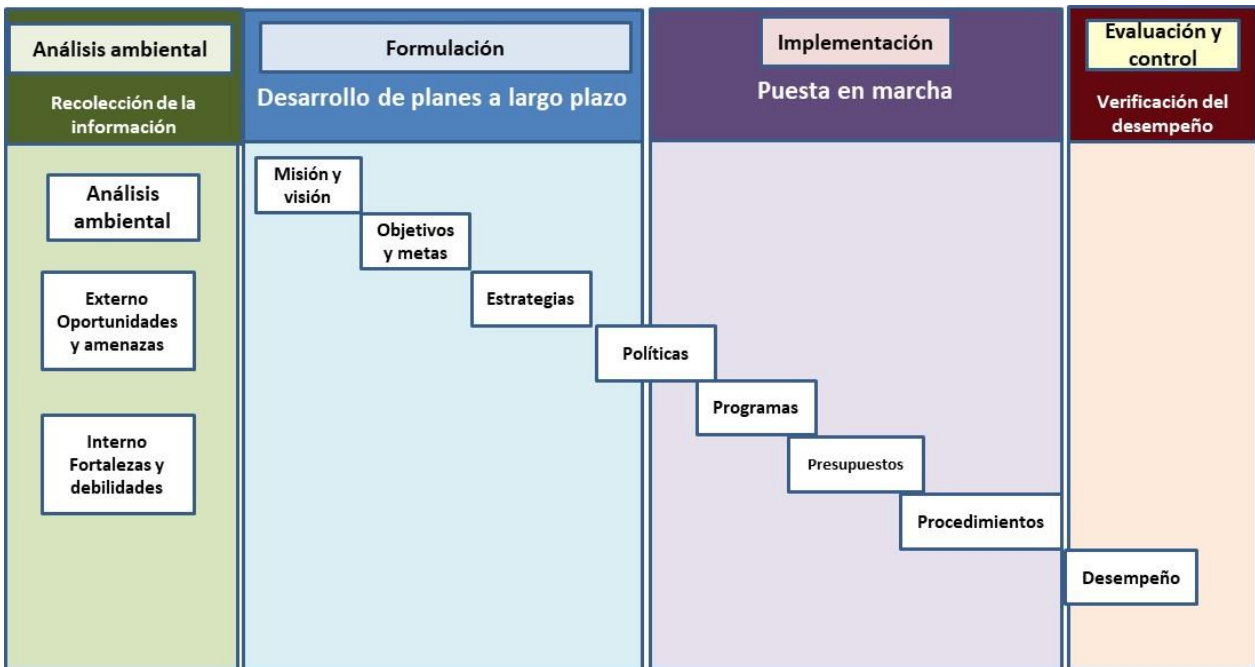 Análisis ambiental
Recolección de la
información
Análisis
ambiental
Externo
Oportunidades
y amenazas
Interno
Fortalezas y
debilidades
Formulación
Desarrollo de planes a largo plazo
Misión y
visión
Objetivos
y metas
Estrategias
Políticas
Implementación
Puesta en marcha
Programas
Presupuestos
Procedimientos
Evaluación y
control
Verificación del
desempeño
Desempeño